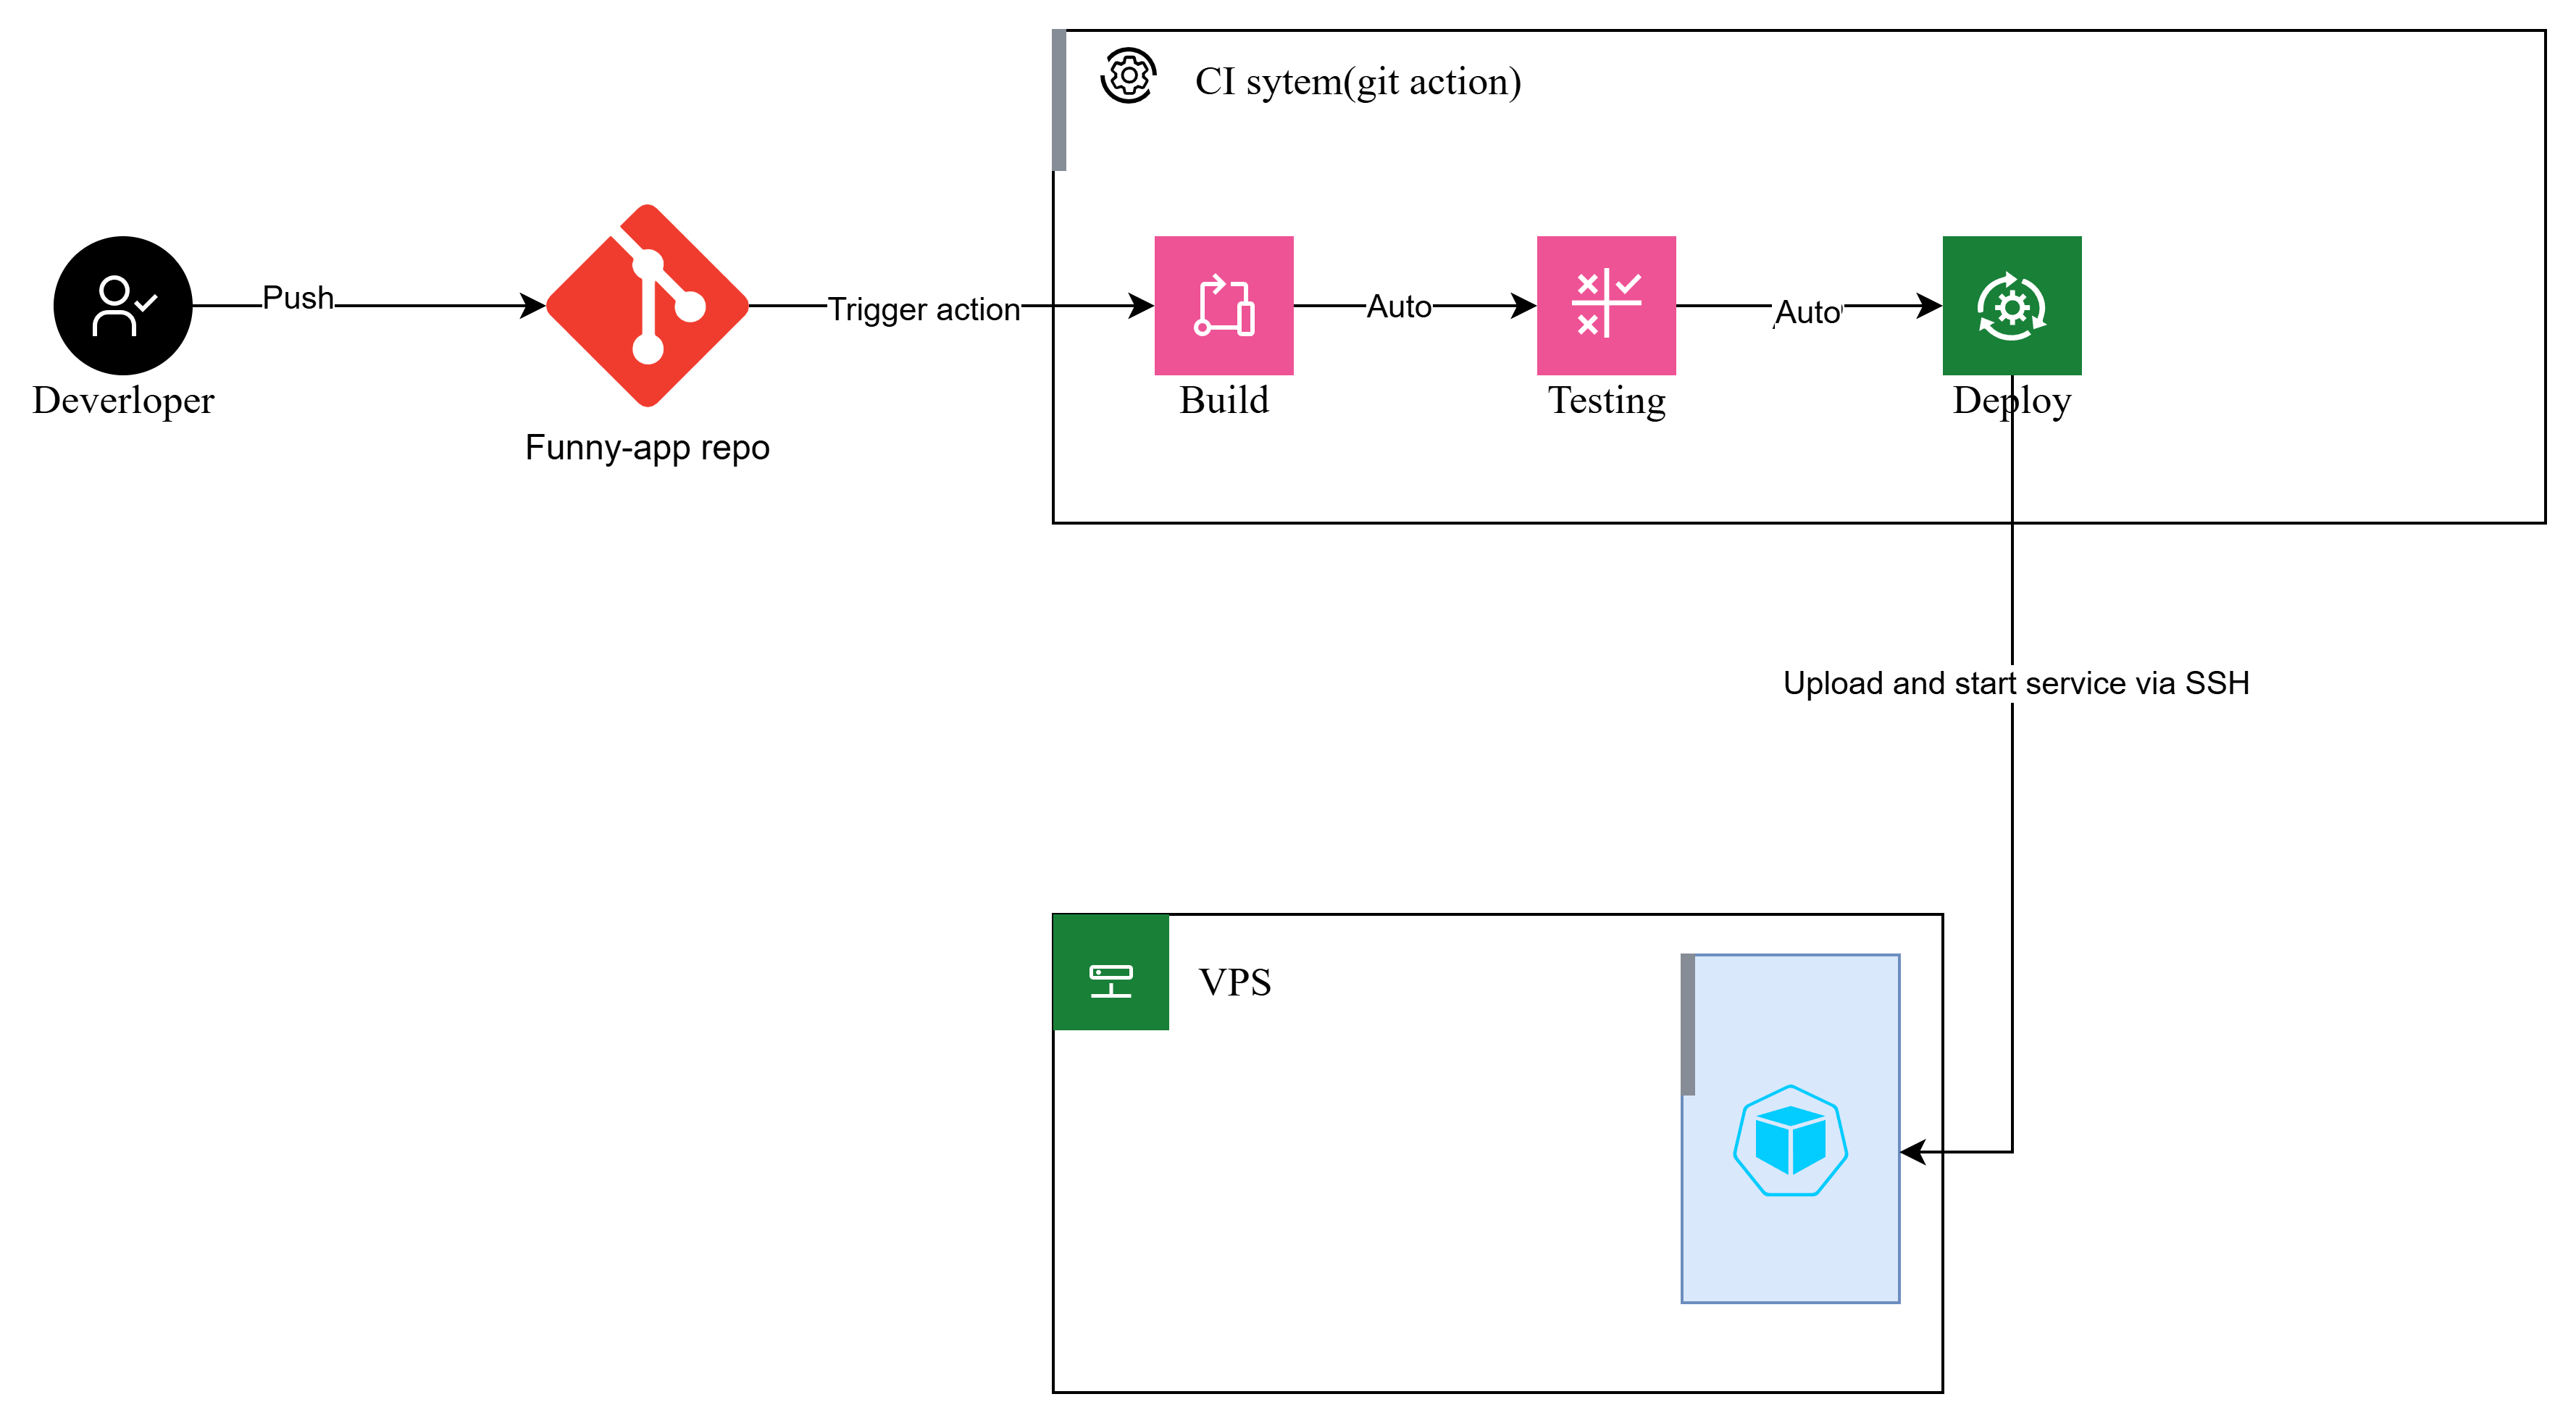 CI sytem(git action)
Push
Trigger action
Auto
Auto
Deverloper
Funny-app repo
Build
Testing
Deploy
Upload and start service via SSH
VPS